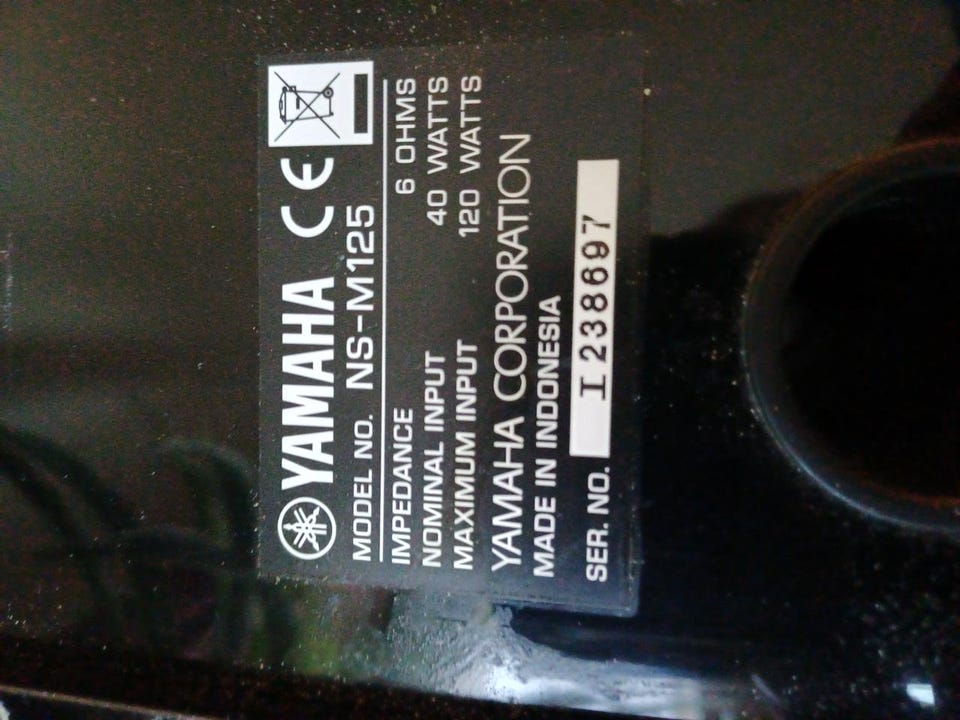 YAMAHA CE
MODEL NO. NS-M125
IMPEDANCE 6 OHMS
NOMINAL INPUT 40 WATTS
MAXIMUM INPUT 120 WATTS
YAMAHA CORPORATION
MADE IN INDONESIA
SER. NO. I238697